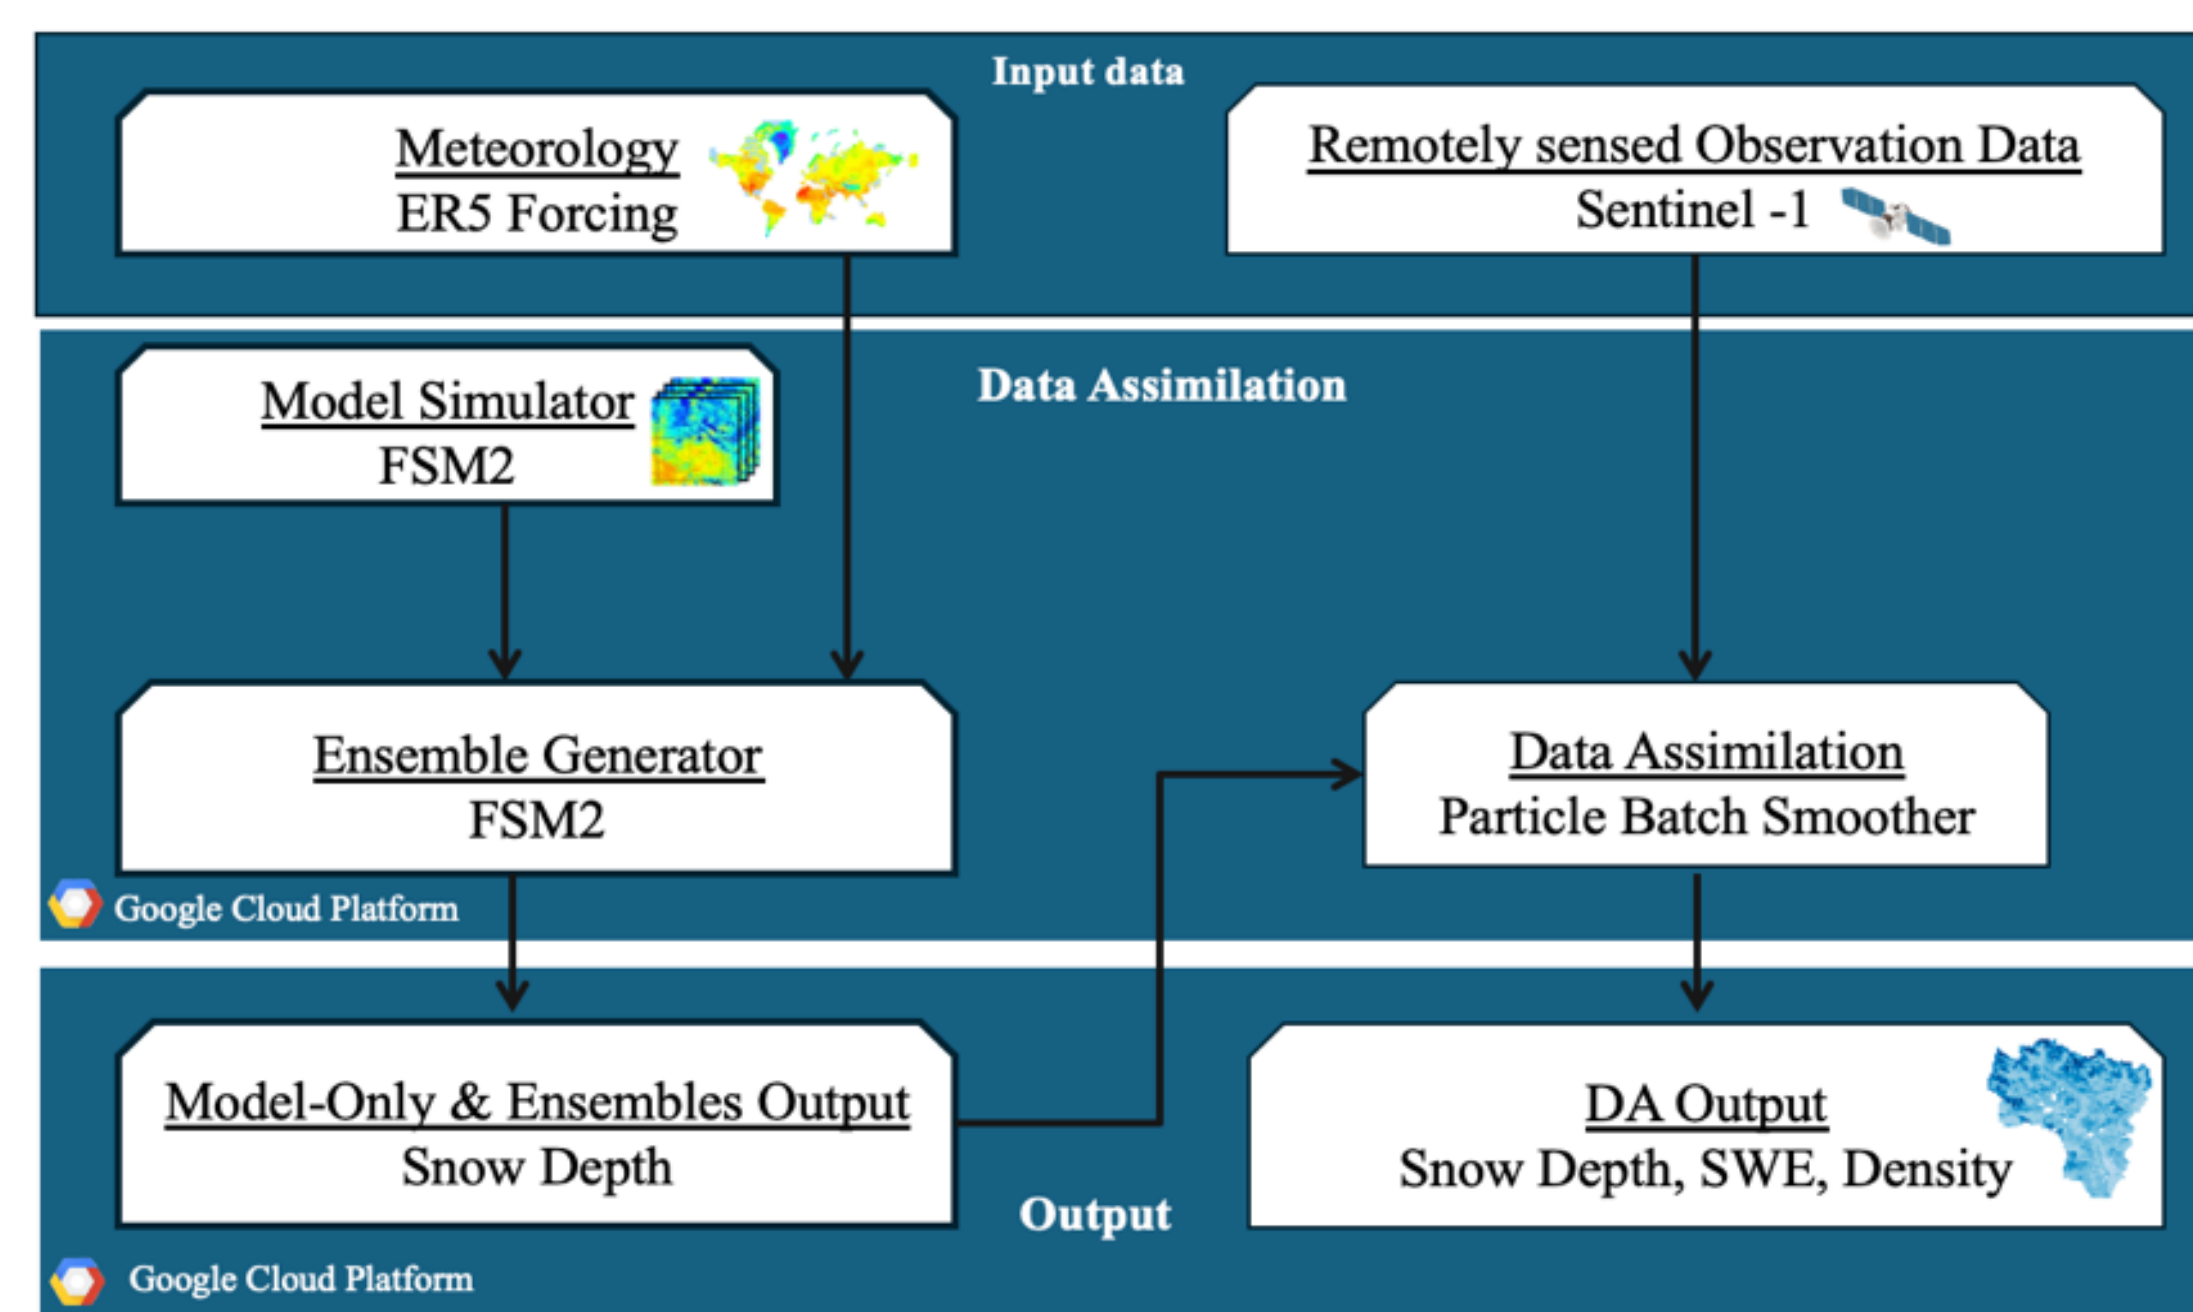 Input data
Meteorology
ER5 Forcing
Remotely sensed Observation Data
Sentinel -1
Data Assimilation
Model Simulator
FSM2
Ensemble Generator
FSM2
Data Assimilation
Particle Batch Smoother
Google Cloud Platform
Model-Only & Ensembles Output
Snow Depth
DA Output
Snow Depth, SWE, Density
Output
Google Cloud Platform